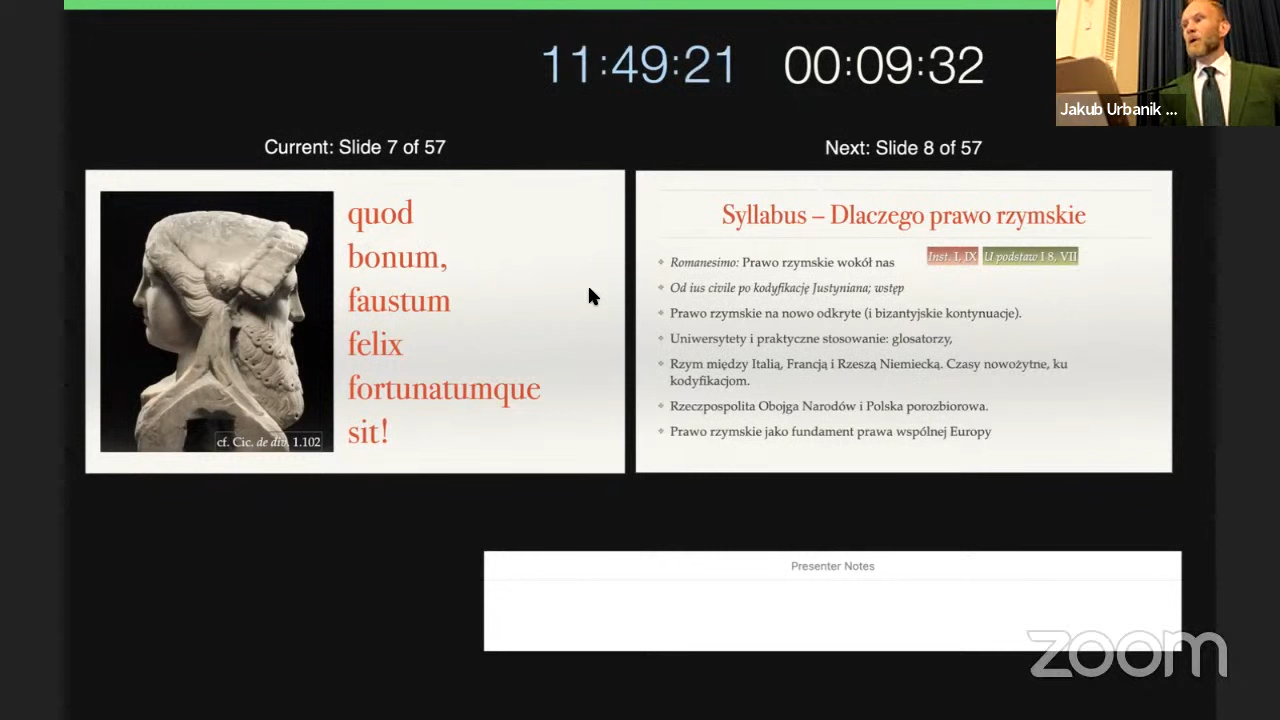 11:49:21
00:09:32
Jakub Urbanik ...
Current: Slide 7 of 57
Next: Slide 8 of 57
quod
bonum,
faustum
felix
fortunatumque
sit!
cf. Cic. de div. 1.102
Syllabus – Dlaczego prawo rzymskie
Romanesimo: Prawo rzymskie wokół nas
Inst. I, IX
U podstaw I 8, VII
Od ius civile po kodyfikację Justyniana; wstęp
Prawo rzymskie na nowo odkryte (i bizantyjskie kontynuacje).
Uniwersytety i praktyczne stosowanie: glosatorzy,
Rzym między Italią, Francją i Rzeszą Niemiecką. Czasy nowożytne, ku
kodyfikacjom.
Rzeczpospolita Obojga Narodów i Polska porozbiorowa.
Prawo rzymskie jako fundament prawa wspólnej Europy
Presenter Notes
zoom